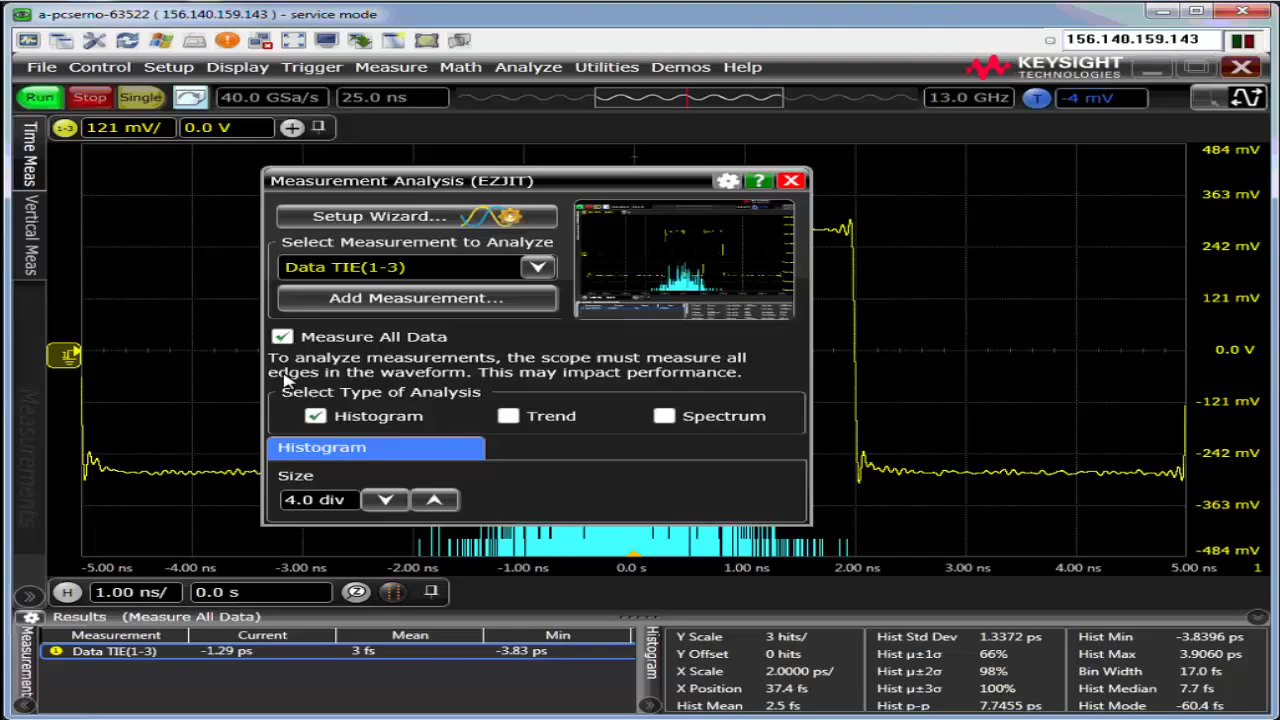 a-pcserno-63522 ( 156.140.159.143 ) - service mode
156.140.159.143
File Control Setup Display Trigger Measure Math Analyze Utilities Demos Help
KEYSIGHT
TECHNOLOGIES
Run Stop Single 40.0 GSa/s 25.0 ns 13.0 GHz T -4 mV
1-3 121 mV/ 0.0 V
Time Meas
Vertical Meas
Measurements
484 mV
363 mV
242 mV
121 mV
0.0 V
-121 mV
-242 mV
-363 mV
-484 mV
Measurement Analysis (EZJIT) ?
Setup Wizard...
Select Measurement to Analyze
Data TIE(1-3)
Add Measurement...
Measure All Data
To analyze measurements, the scope must measure all
edges in the waveform. This may impact performance.
Select Type of Analysis
Histogram Trend Spectrum
Histogram
Size
4.0 div
-5.00 ns -3.00 ns -2.00 ns -1.00 ns 0.0 s 1.00 ns 2.00 ns 3.00 ns 4.00 ns 5.00 ns 1
H 1.00 ns/ 0.0 s
Results (Measure All Data)
Measurement Current Mean Min
Data TIE(1-3) -1.29 ps 3 fs -3.83 ps
Measurement
Histogram
Y Scale 3 hits/ Hist Std Dev 1.3372 ps Hist Min -3.8396 ps
Y Offset 0 hits Hist µ±1σ 66% Hist Max 3.9060 ps
X Scale 2.0000 ps/ Hist µ±2σ 98% Bin Width 17.0 fs
X Position 37.4 fs Hist µ±3σ 100% Hist Median 7.7 fs
Hist Mean 2.5 fs Hist p-p 7.7455 ps Hist Mode -60.4 fs